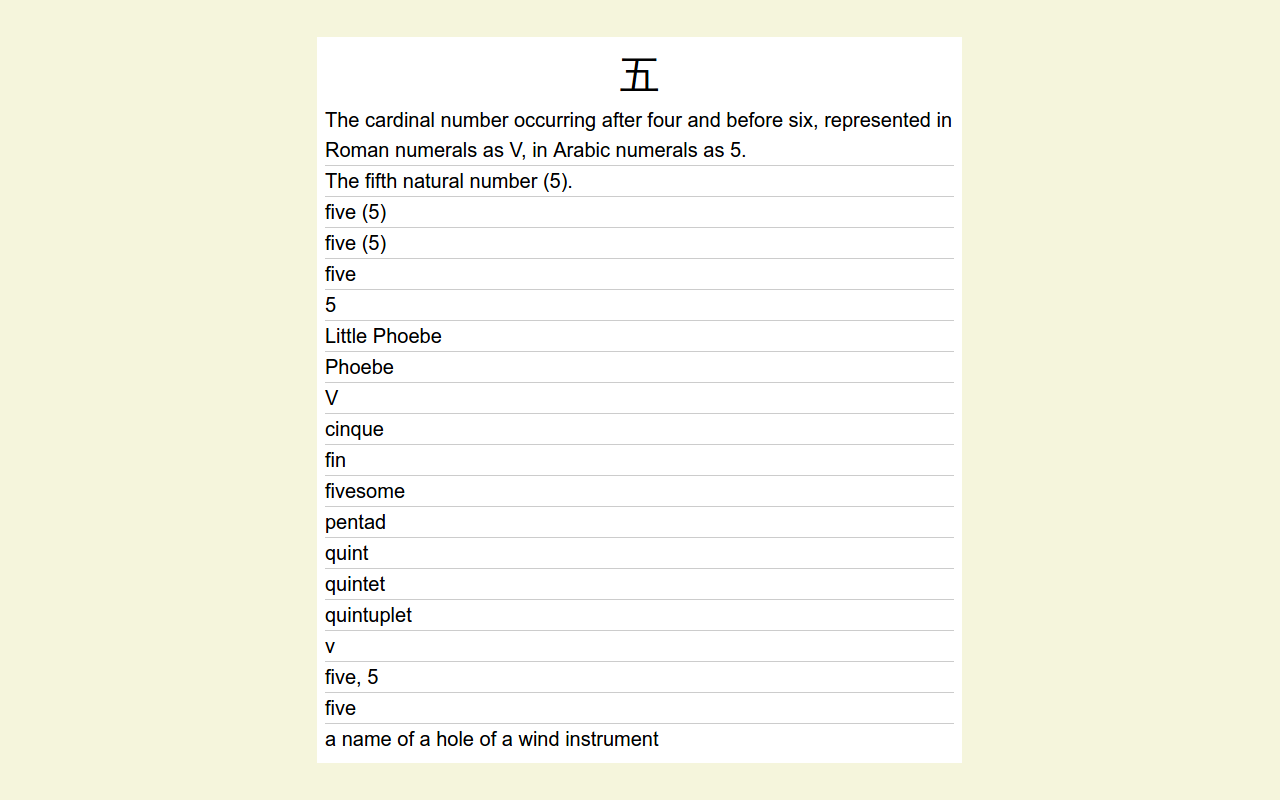 五
The cardinal number occurring after four and before six, represented in
Roman numerals as V, in Arabic numerals as 5.
The fifth natural number (5).
five (5)
five (5)
five
5
Little Phoebe
Phoebe
V
cinque
fin
fivesome
pentad
quint
quintet
quintuplet
v
five, 5
five
a name of a hole of a wind instrument